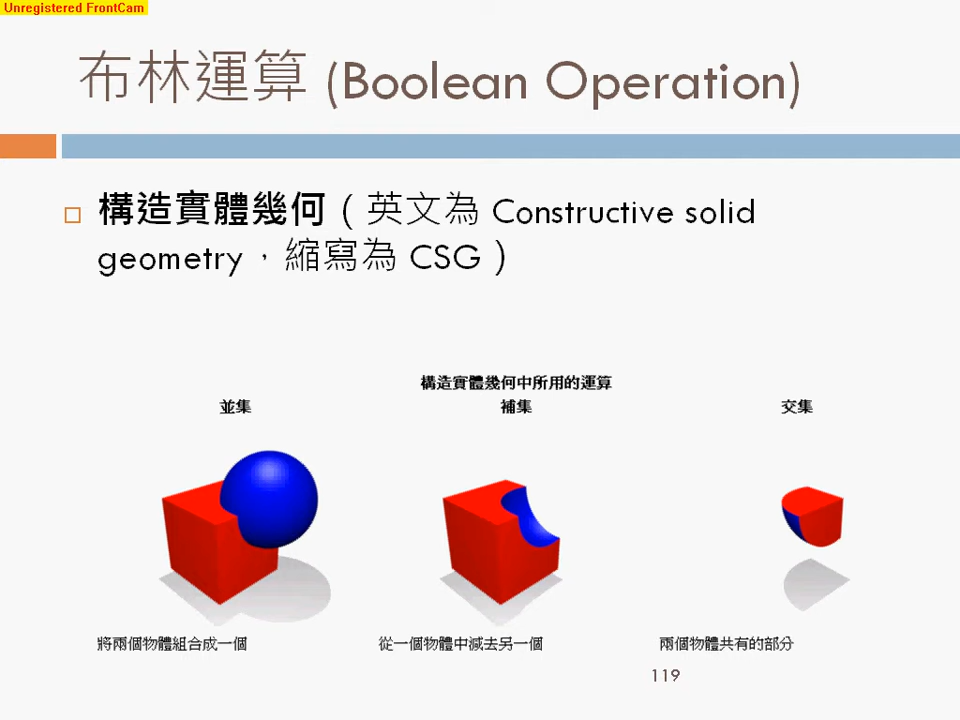 Unregistered FrontCam
布林運算 (Boolean Operation)
構造實體幾何（英文為 Constructive solid
geometry，縮寫為 CSG）
構造實體幾何中所用的運算
並集 補集 交集
將兩個物體組合成一個 從一個物體中減去另一個 兩個物體共有的部分
119